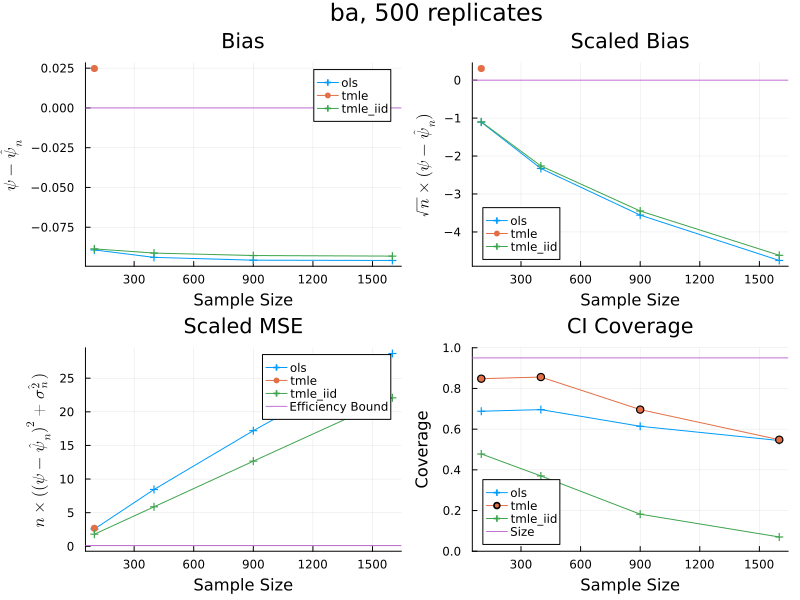 ba, 500 replicates
Bias
0.025
0.000
−0.025
−0.050
−0.075
ψ − ψ̂ₙ
ols
tmle
tmle_iid
300 600 900 1200 1500
Sample Size
Scaled Bias
0
−1
−2
−3
−4
√n × (ψ − ψ̂ₙ)
ols
tmle
tmle_iid
300 600 900 1200 1500
Sample Size
Scaled MSE
25
20
15
10
5
0
n × ((ψ − ψ̂ₙ)² + σ̂ₙ²)
ols
tmle
tmle_iid
Efficiency Bound
300 600 900 1200 1500
Sample Size
CI Coverage
1.0
0.8
0.6
0.4
0.2
0.0
Coverage
ols
tmle
tmle_iid
Size
300 600 900 1200 1500
Sample Size